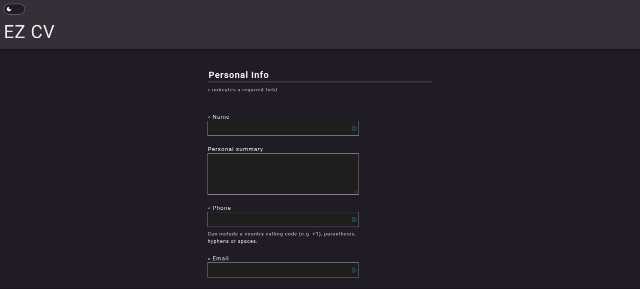 EZ CV
Personal Info
* indicates a required field.
* Name
Personal summary
* Phone
Can include a country calling code (e.g. +1), paranthesis,
hyphens or spaces.
* Email